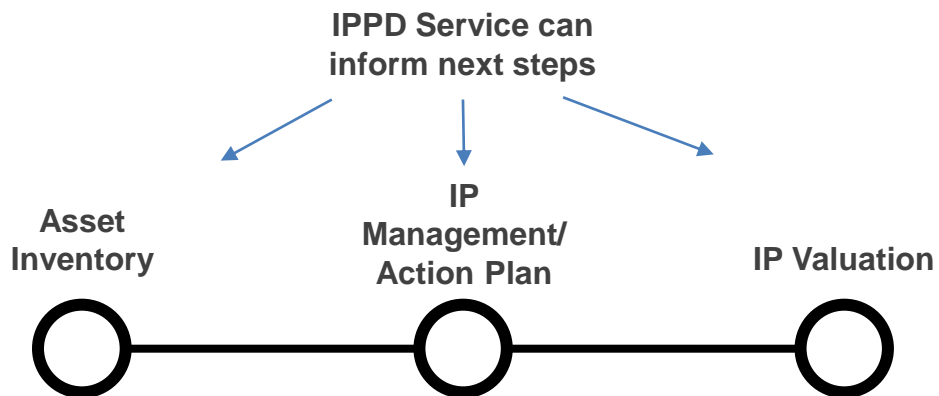 IPPD Service can
inform next steps
Asset
Inventory
IP
Management/
Action Plan
IP Valuation